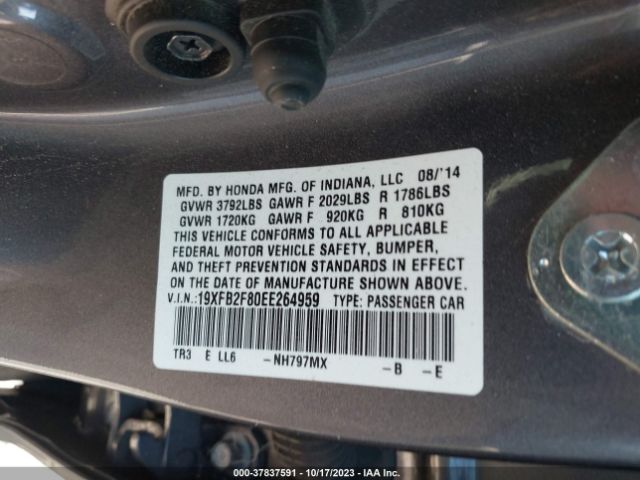 MFD. BY HONDA MFG. OF INDIANA, LLC 08/'14
GVWR 3792LBS GAWR F 2029LBS R 1786LBS
GVWR 1720KG GAWR F 920KG R 810KG
THIS VEHICLE CONFORMS TO ALL APPLICABLE
FEDERAL MOTOR VEHICLE SAFETY, BUMPER,
AND THEFT PREVENTION STANDARDS IN EFFECT
ON THE DATE OF MANUFACTURE SHOWN ABOVE.
V.I.N.:19XFB2F80EE264959 TYPE: PASSENGER CAR
TR3 E LL6 -NH797MX -B -E
000-37837591 | 10/17/2023 | IAA Inc.